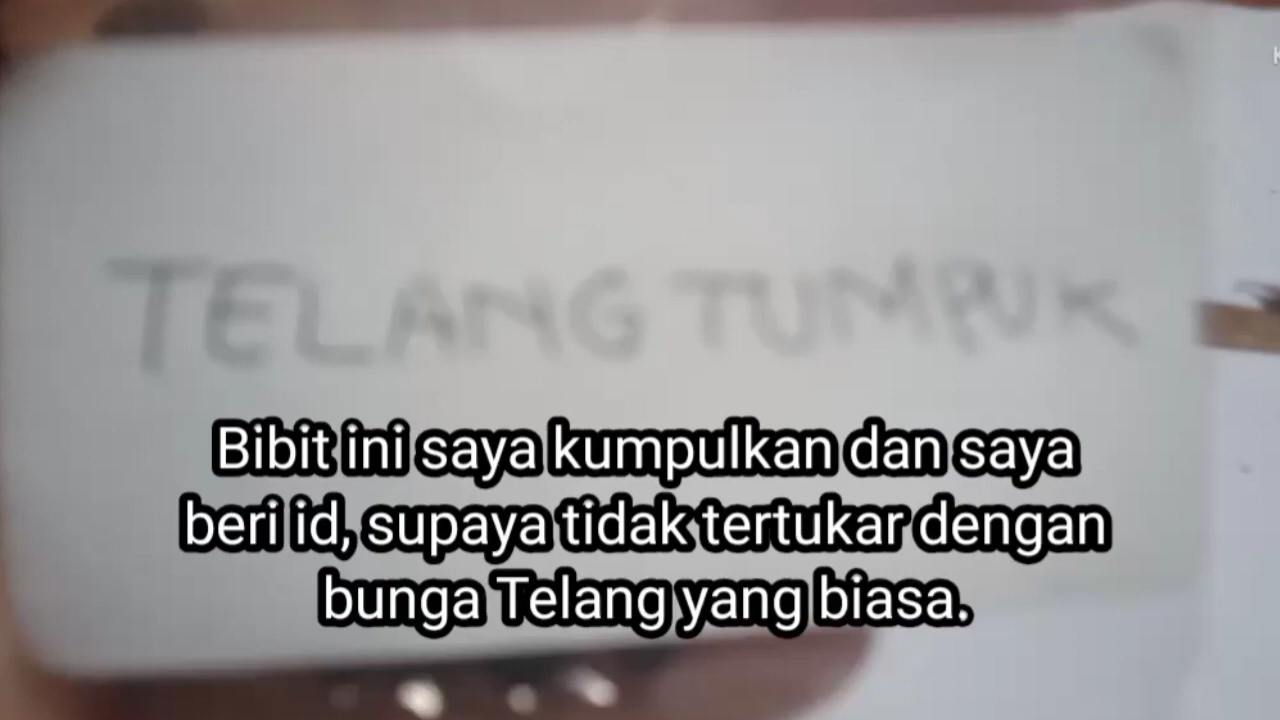 TELANG TUMPUK
Bibit ini saya kumpulkan dan saya
beri id, supaya tidak tertukar dengan
bunga Telang yang biasa.